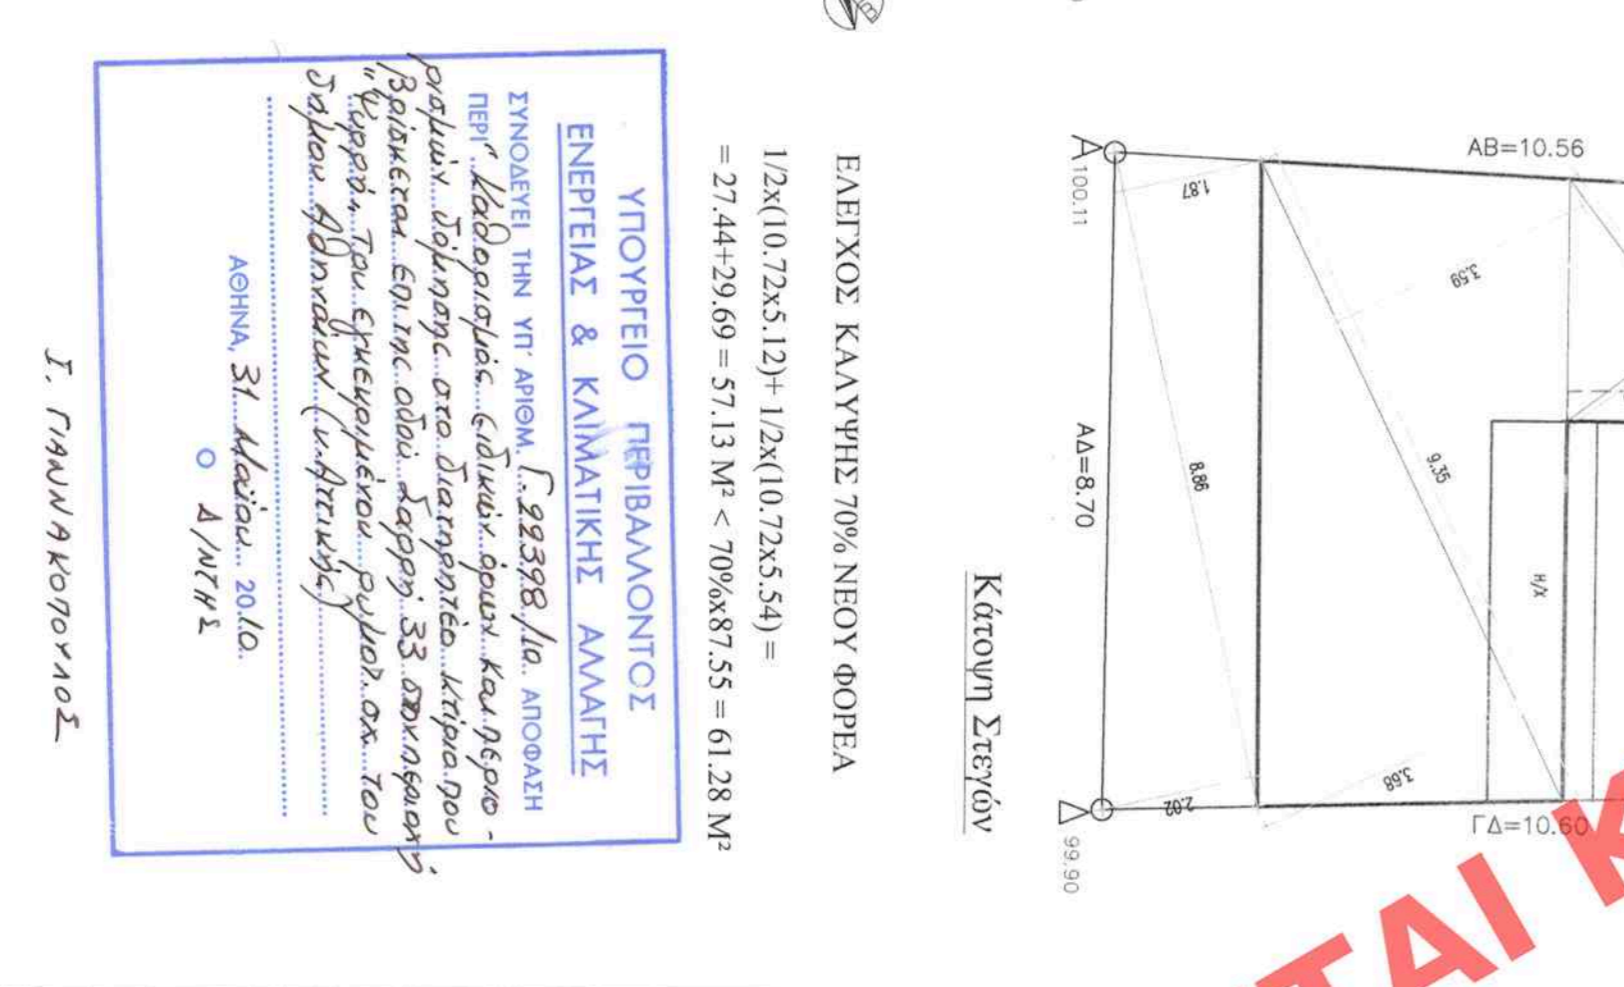 ΥΠΟΥΡΓΕΙΟ ΠΕΡΙΒΑΛΛΟΝΤΟΣ
ΕΝΕΡΓΕΙΑΣ & ΚΛΙΜΑΤΙΚΗΣ ΑΛΛΑΓΗΣ
ΣΥΝΟΔΕΥΕΙ ΤΗΝ ΥΠ' ΑΡΙΘΜ. Γ.22398/10 ΑΠΟΦΑΣΗ
ΠΕΡΙ "Καθορισμός ειδικών όρων και περιο-
ρισμών δόμησης στο διατηρητέο κτίριο που
βρίσκεται επί της οδού Σαρρή 33 στην περιοχή
"Ψυρρή" του εγκεκριμένου ρυμοτ. σχ. του
Δήμου Αθηναίων (ν. Αττικής)
ΑΘΗΝΑ, 31 Μαΐου 2010
Ο Δ/ΝΤΗΣ
Ι. ΓΙΑΝΝΑΚΟΠΟΥΛΟΣ
ΕΛΕΓΧΟΣ ΚΑΛΥΨΗΣ 70% ΝΕΟΥ ΦΟΡΕΑ
1/2x(10.72x5.12)+ 1/2x(10.72x5.54) =
= 27.44+29.69 = 57.13 M² < 70%x87.55 = 61.28 M²
Κάτοψη Στεγών
Β
Α
100.11
ΑΒ=10.56
1.87
3.59
ΑΔ=8.70
8.86
9.35
Η/Χ
2.02
3.68
ΓΔ=10.60
Δ
99.90
ΤΑΙ Κ